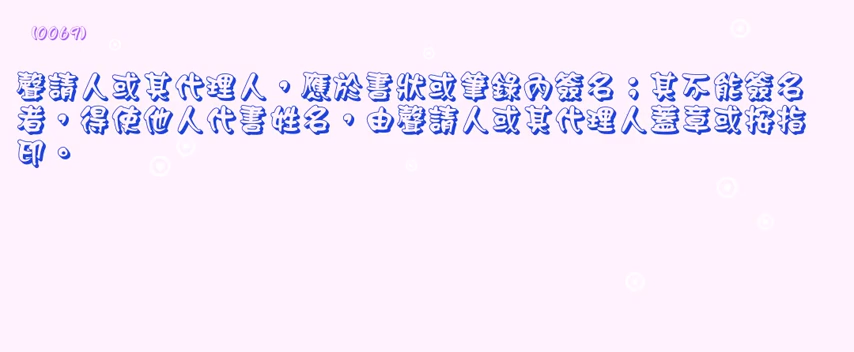 (0069)
聲請人或其代理人，應於書狀或筆錄內簽名；其不能簽名
者，得使他人代書姓名，由聲請人或其代理人蓋章或按指
印。